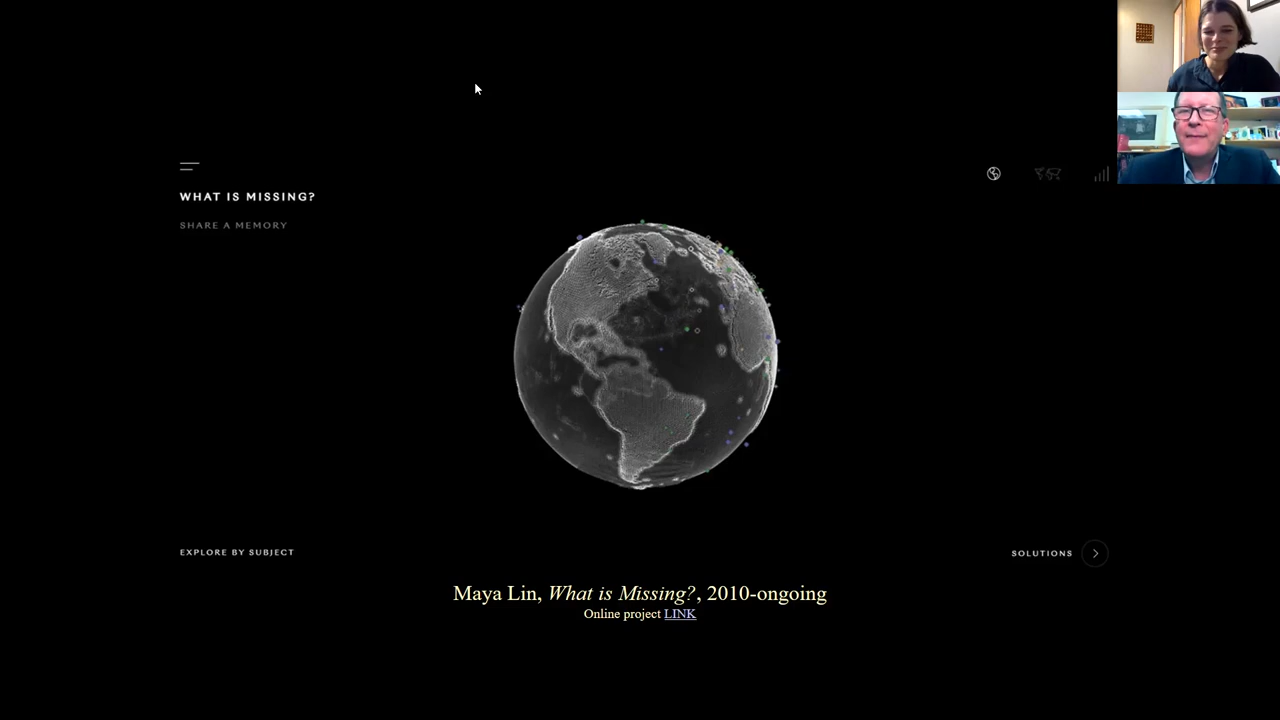 WHAT IS MISSING?
SHARE A MEMORY
EXPLORE BY SUBJECT
SOLUTIONS
Maya Lin, What is Missing?, 2010-ongoing
Online project LINK